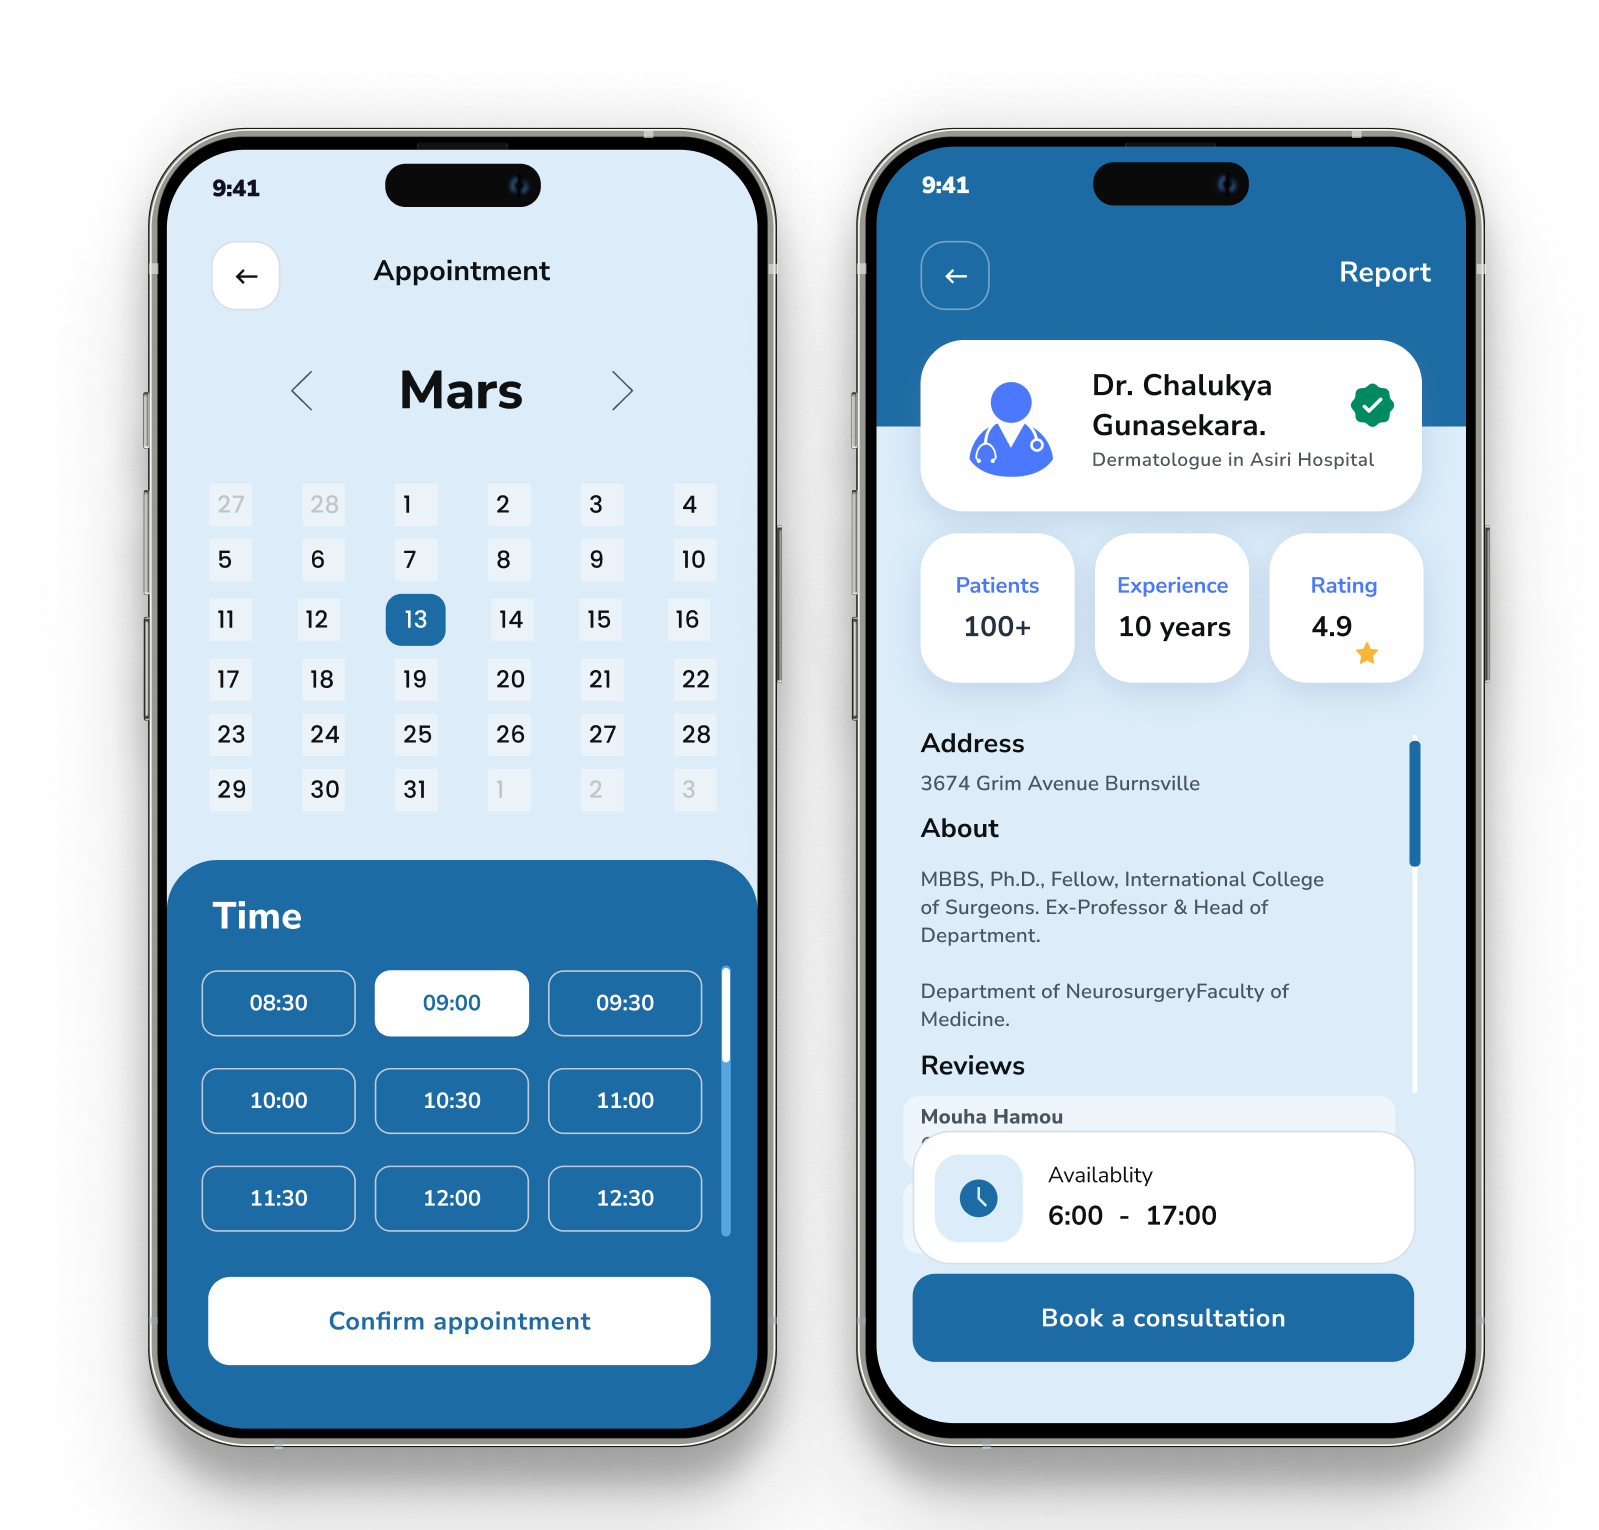 9:41
Appointment
Mars
27 28 1 2 3 4
5 6 7 8 9 10
11 12 13 14 15 16
17 18 19 20 21 22
23 24 25 26 27 28
29 30 31 1 2 3
Time
08:30 09:00 09:30
10:00 10:30 11:00
11:30 12:00 12:30
Confirm appointment
9:41
Report
Dr. Chalukya
Gunasekara.
Dermatologue in Asiri Hospital
Patients
100+
Experience
10 years
Rating
4.9
Address
3674 Grim Avenue Burnsville
About
MBBS, Ph.D., Fellow, International College
of Surgeons. Ex-Professor & Head of
Department.
Department of NeurosurgeryFaculty of
Medicine.
Reviews
Mouha Hamou
Availablity
6:00 - 17:00
Book a consultation